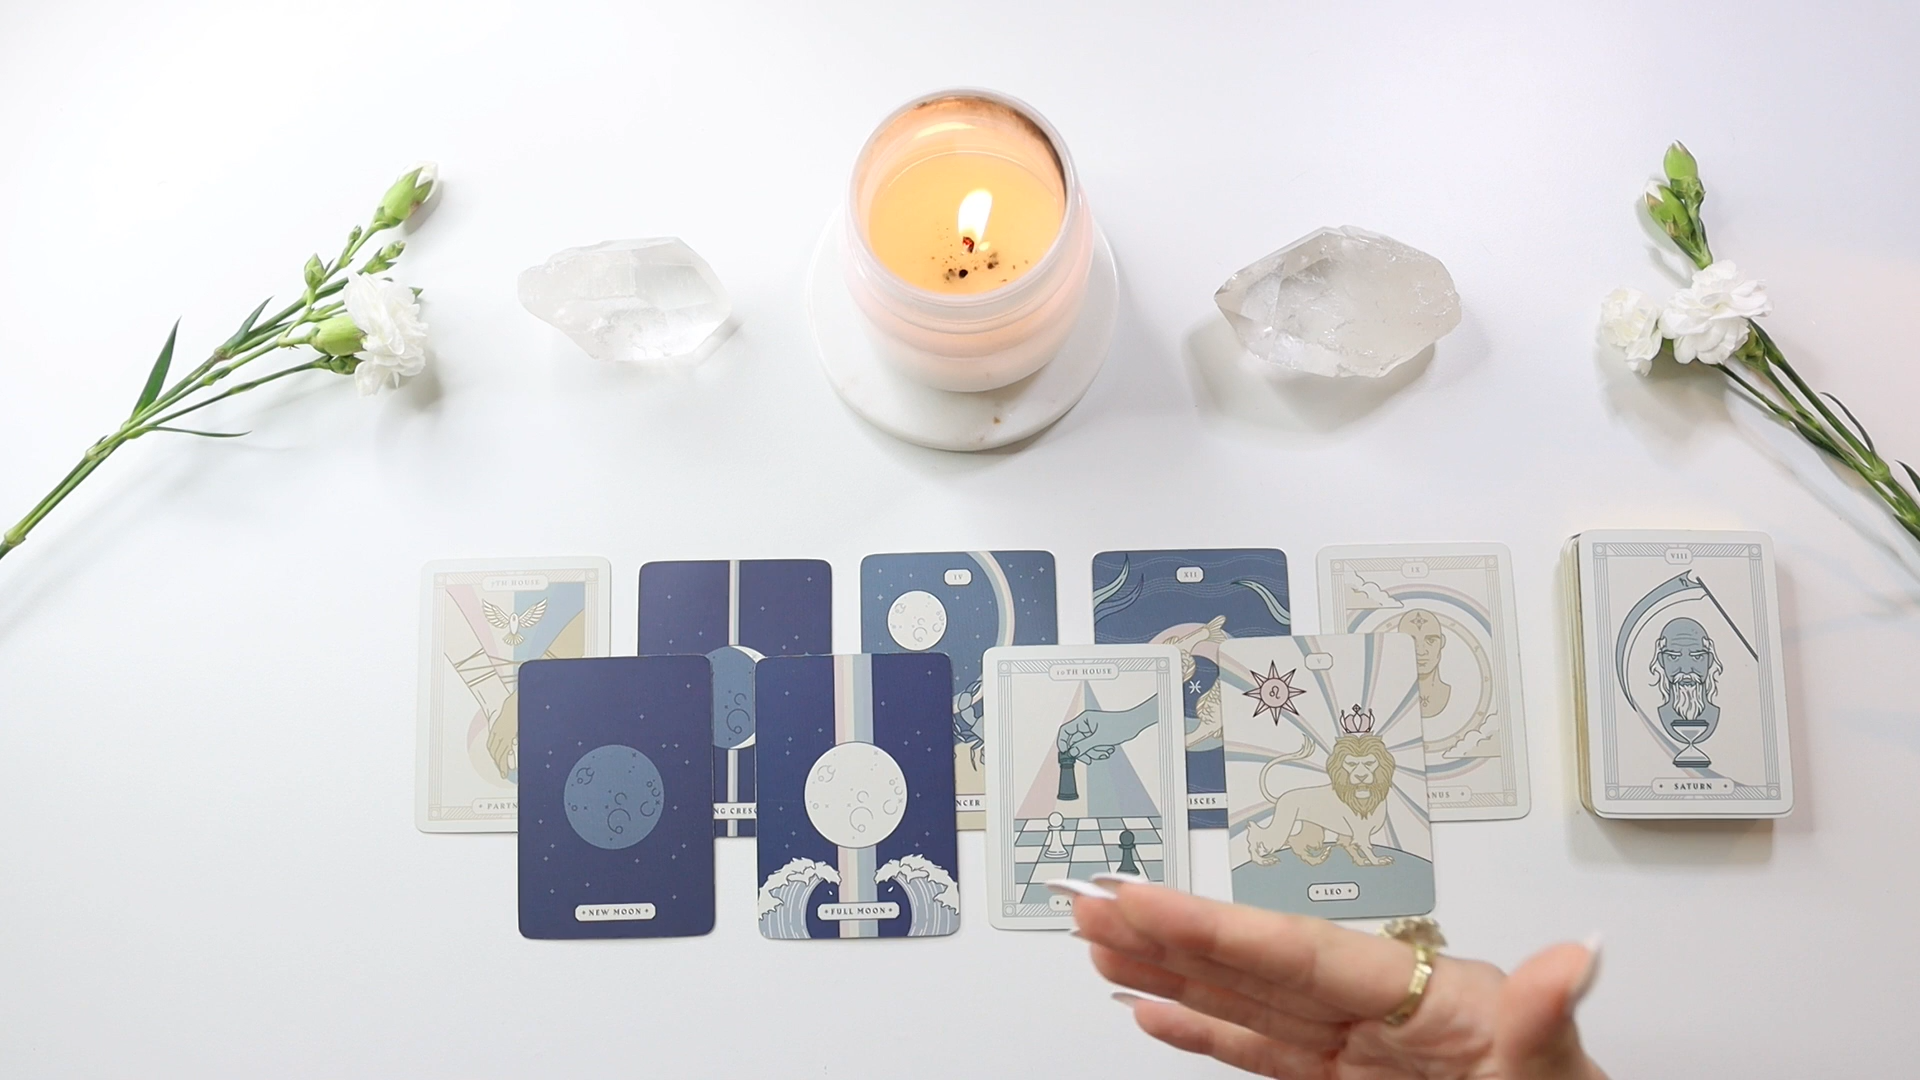 7TH HOUSE
IV
XII
IX
VIII
V
10TH HOUSE
SATURN
LEO
NEW MOON
FULL MOON